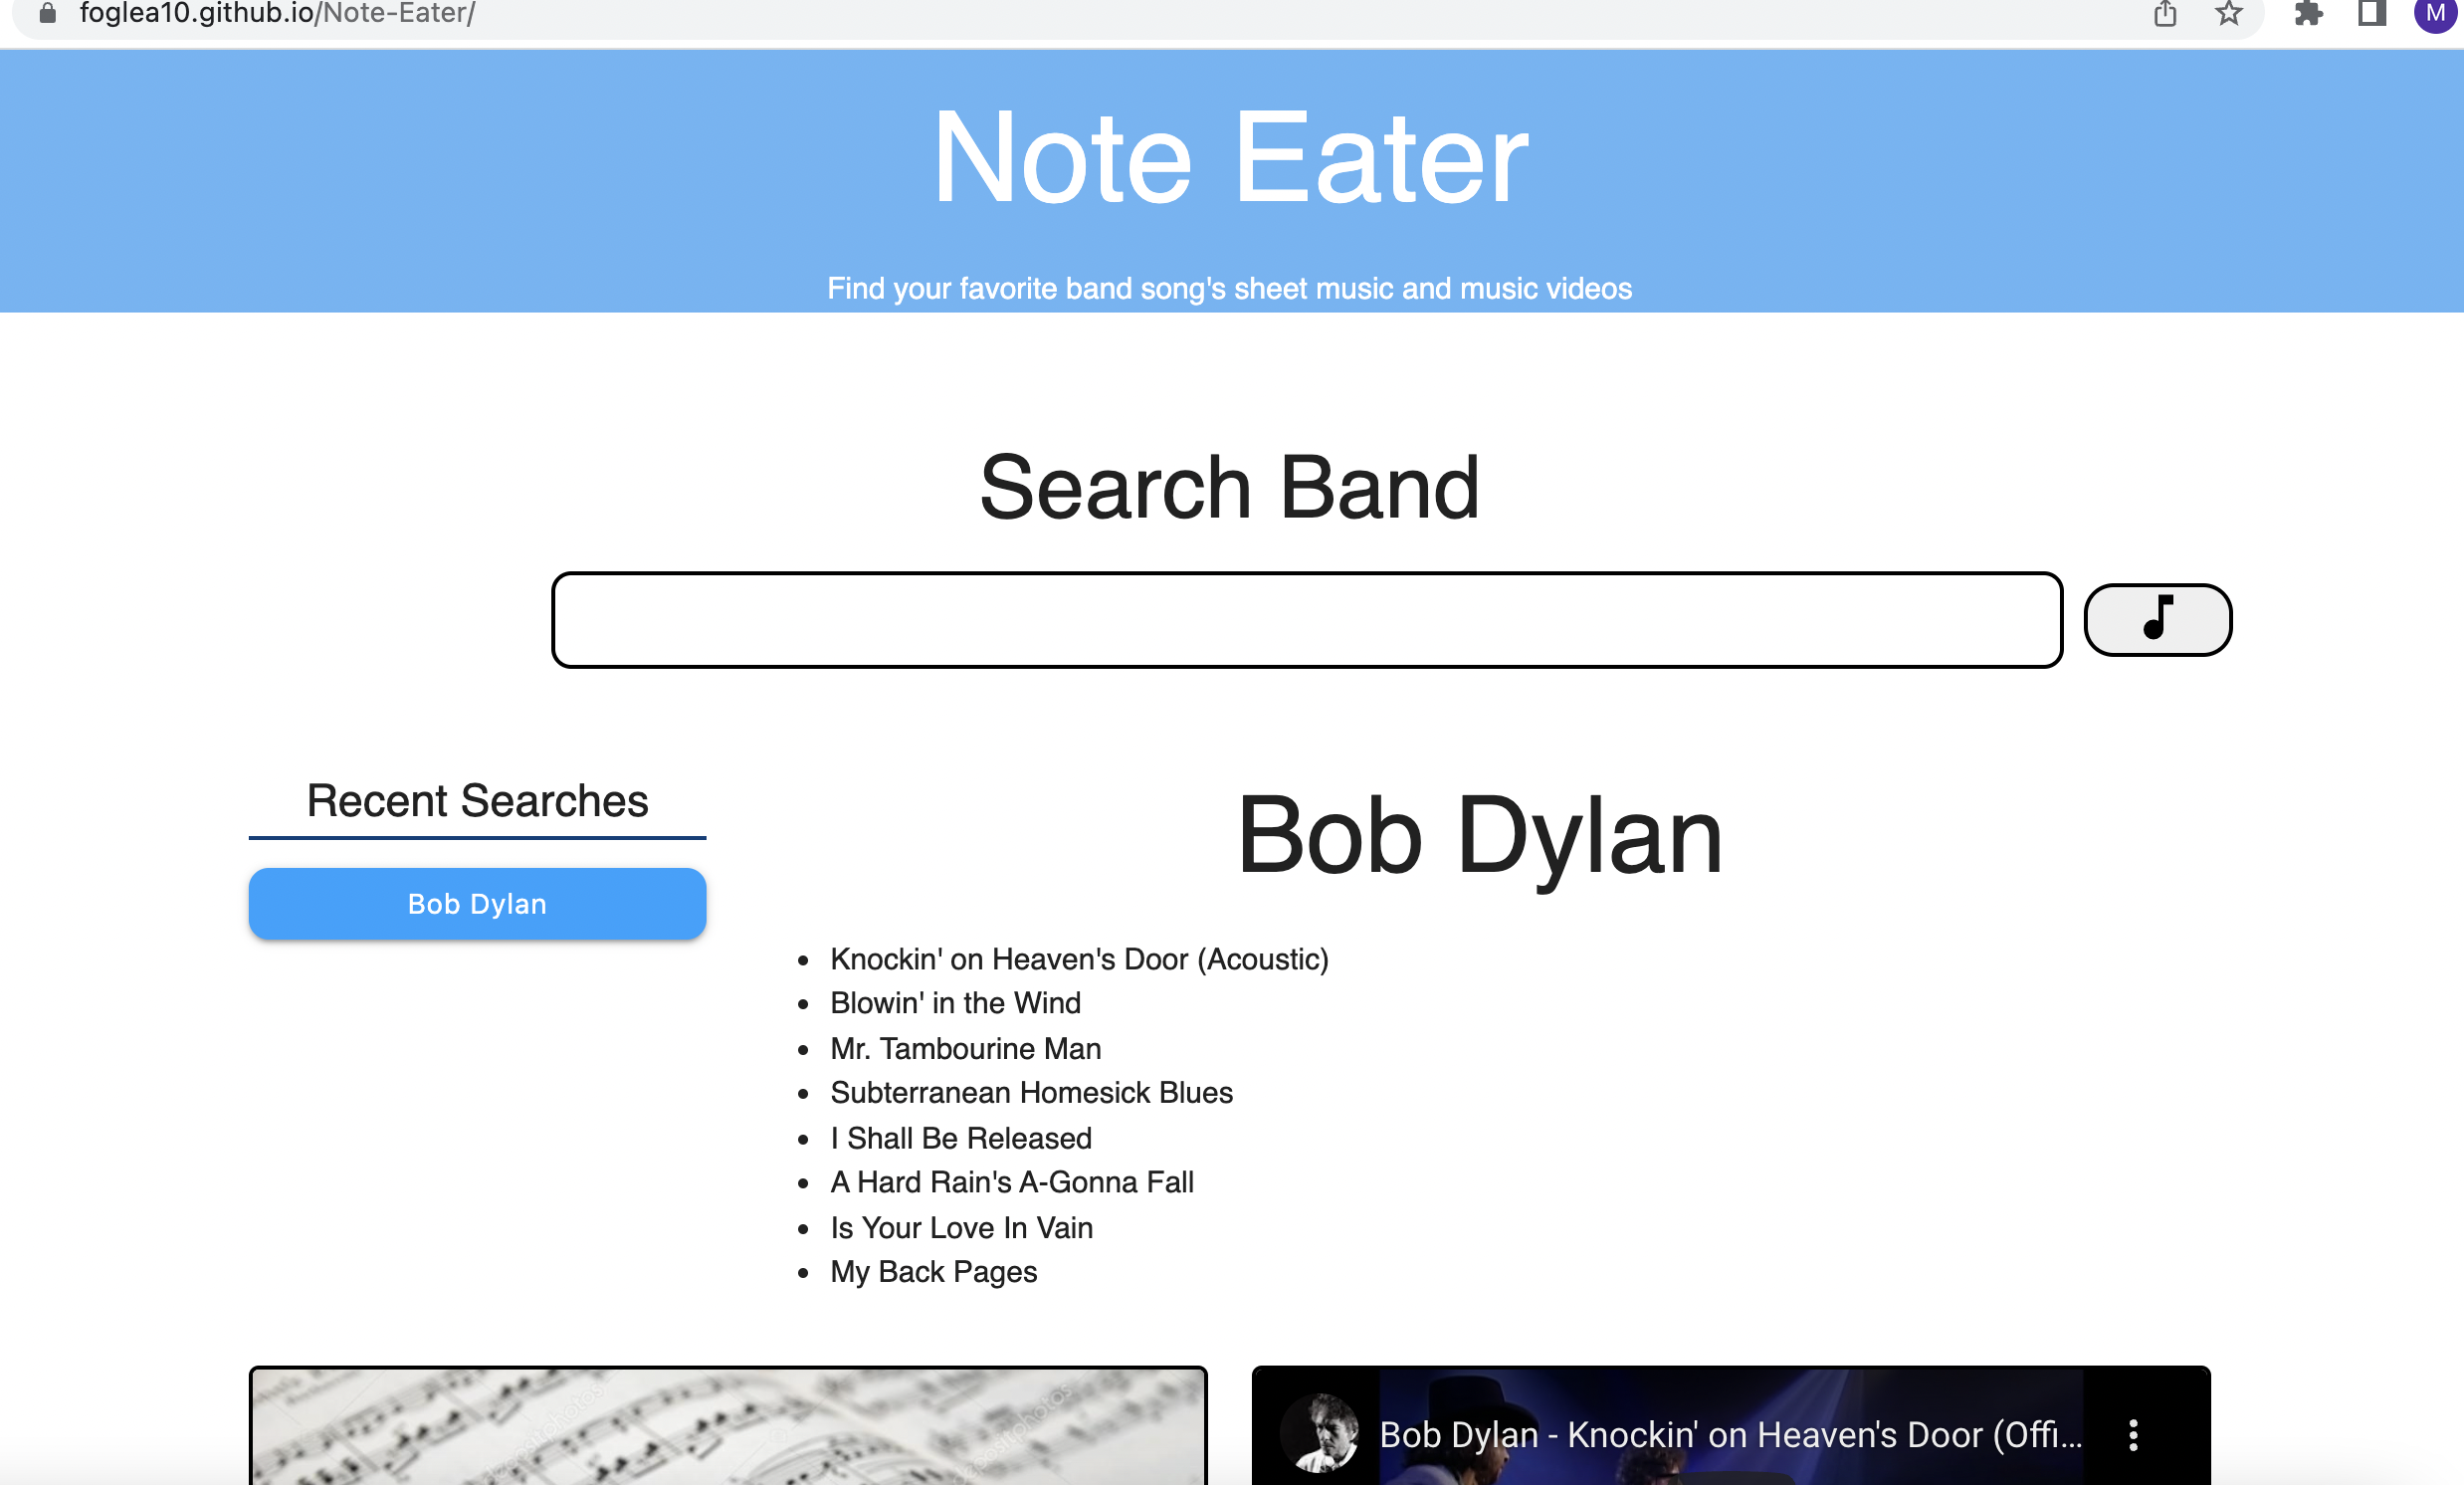 foglea10.github.io/Note-Eater/
M
Note Eater
Find your favorite band song's sheet music and music videos
Search Band
Recent Searches
Bob Dylan
Bob Dylan
Knockin' on Heaven's Door (Acoustic)
Blowin' in the Wind
Mr. Tambourine Man
Subterranean Homesick Blues
I Shall Be Released
A Hard Rain's A-Gonna Fall
Is Your Love In Vain
My Back Pages
depositphotos
depositphotos
Bob Dylan - Knockin' on Heaven's Door (Offi...